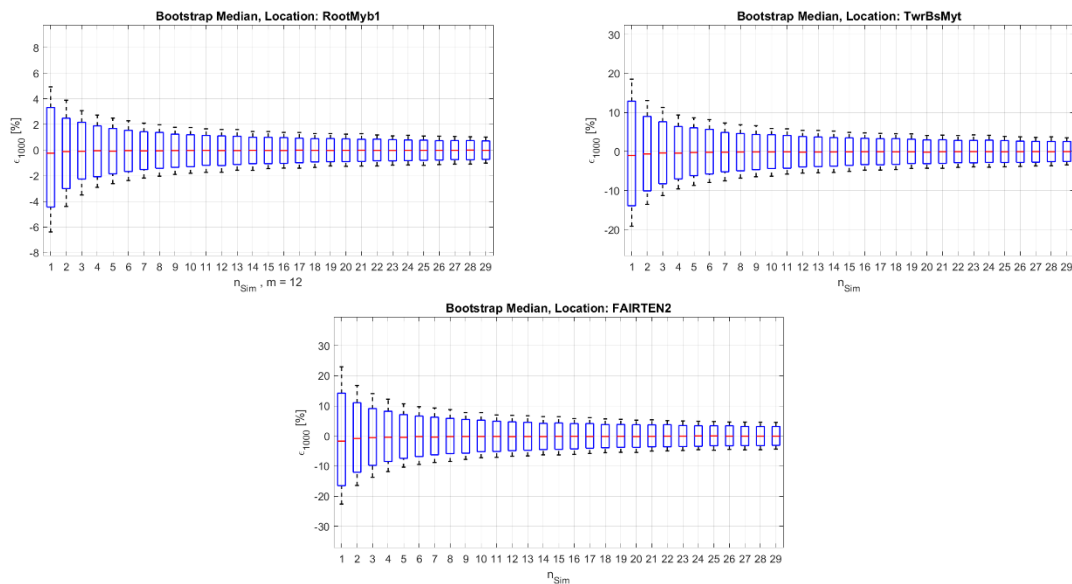 Bootstrap Median, Location: RootMyb1
8
6
4
2
0
-2
-4
-6
-8
ϵ1000 [%]
1 2 3 4 5 6 7 8 9 10 11 12 13 14 15 16 17 18 19 20 21 22 23 24 25 26 27 28 29
nSim , m = 12
Bootstrap Median, Location: TwrBsMyt
30
20
10
0
-10
-20
ϵ1000 [%]
1 2 3 4 5 6 7 8 9 10 11 12 13 14 15 16 17 18 19 20 21 22 23 24 25 26 27 28 29
nSim
Bootstrap Median, Location: FAIRTEN2
30
20
10
0
-10
-20
-30
ϵ1000 [%]
1 2 3 4 5 6 7 8 9 10 11 12 13 14 15 16 17 18 19 20 21 22 23 24 25 26 27 28 29
nSim